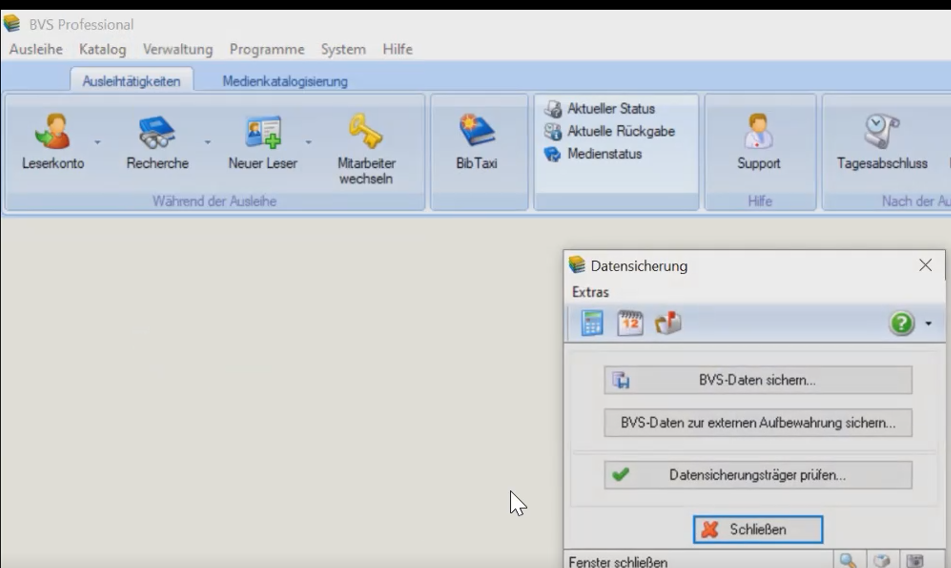 BVS Professional
Ausleihe Katalog Verwaltung Programme System Hilfe
Ausleihtätigkeiten Medienkatalogisierung
Leserkonto
Recherche
Neuer Leser
Mitarbeiter
wechseln
Während der Ausleihe
BibTaxi
Aktueller Status
Aktuelle Rückgabe
Medienstatus
Support
Hilfe
Tagesabschluss
Nach der Au
Datensicherung
Extras
12
BVS-Daten sichern...
BVS-Daten zur externen Aufbewahrung sichern...
Datensicherungsträger prüfen...
Schließen
Fenster schließen